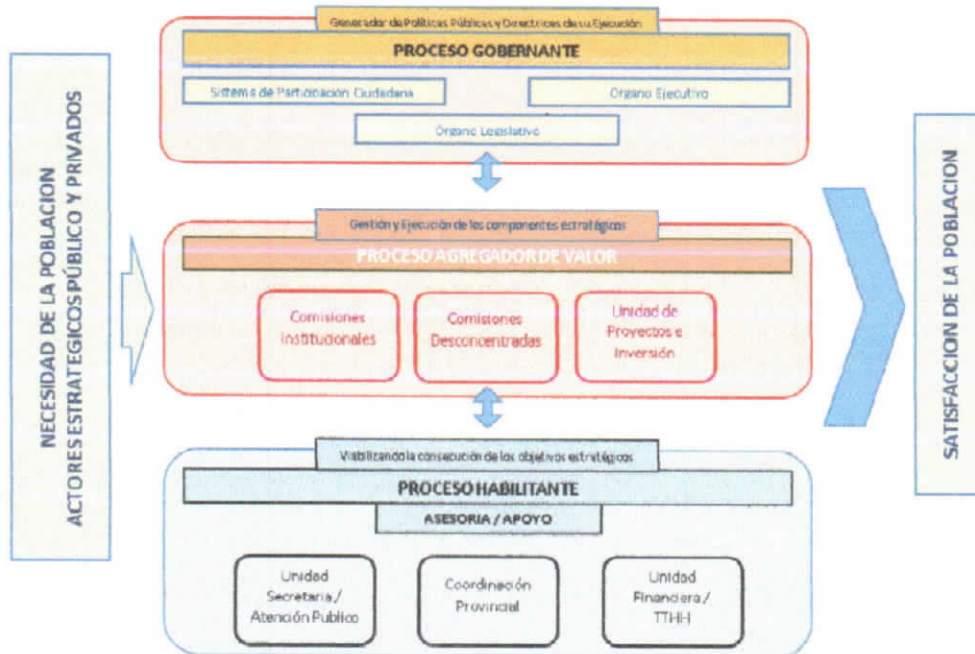 NECESIDAD DE LA POBLACION
ACTORES ESTRATEGICOS PÚBLICO Y PRIVADOS
Generador de Políticas Públicas y Directrices de su Ejecución
PROCESO GOBERNANTE
Sistema de Participación Ciudadana
Organo Ejecutivo
Órgano Legislativo
Gestión y Ejecución de los componentes estratégicos
PROCESO AGREGADOR DE VALOR
Comisiones
Institucionales
Comisiones
Desconcentradas
Unidad de
Proyectos e
Inversión
Viabilizando la consecución de los objetivos estratégicos
PROCESO HABILITANTE
ASESORIA / APOYO
Unidad
Secretaria /
Atención Publico
Coordinación
Provincial
Unidad
Financiera /
TTHH
SATISFACCION DE LA POBLACION